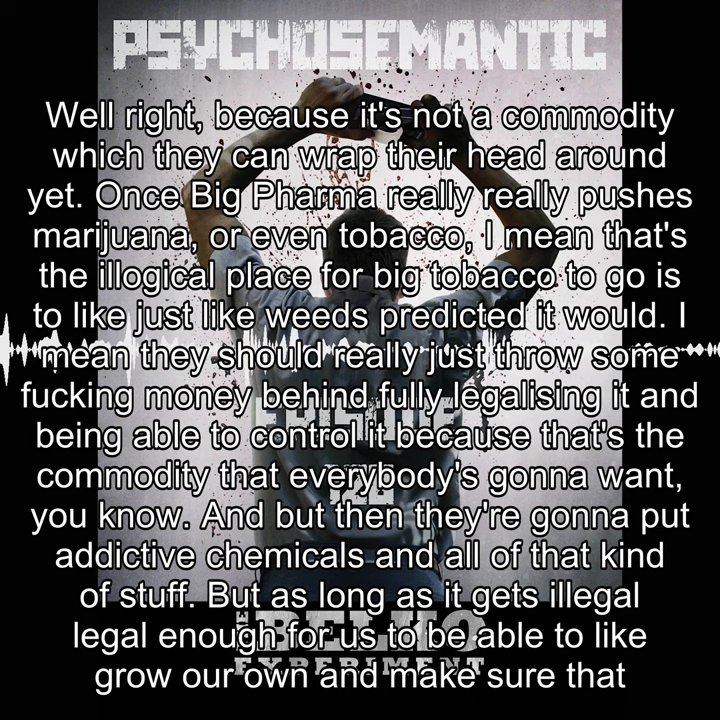 PSYCHOSEMANTIC
Well right, because it's not a commodity
which they can wrap their head around
yet. Once Big Pharma really really pushes
marijuana, or even tobacco, I mean that's
the illogical place for big tobacco to go is
to like just like weeds predicted it would. I
mean they should really just throw some
fucking money behind fully legalising it and
being able to control it because that's the
commodity that everybody's gonna want,
you know. And but then they're gonna put
addictive chemicals and all of that kind
of stuff. But as long as it gets illegal
legal enough for us to be able to like
grow our own and make sure that
EPISODE
THE
BELKO
EXPERIMENT